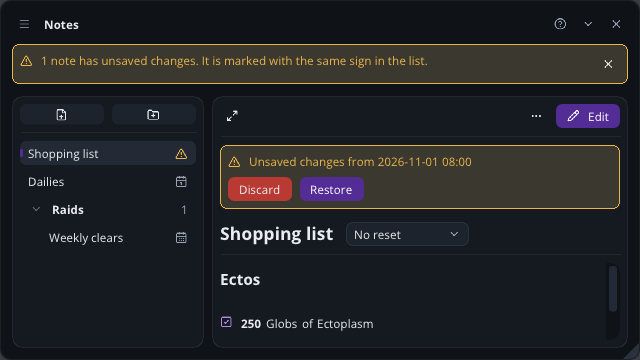 Notes
1 note has unsaved changes. It is marked with the same sign in the list.
Edit
Shopping list
Unsaved changes from 2026-11-01 08:00
Dailies
Discard Restore
Raids 1
Weekly clears
Shopping list No reset
Ectos
250 Globs of Ectoplasm